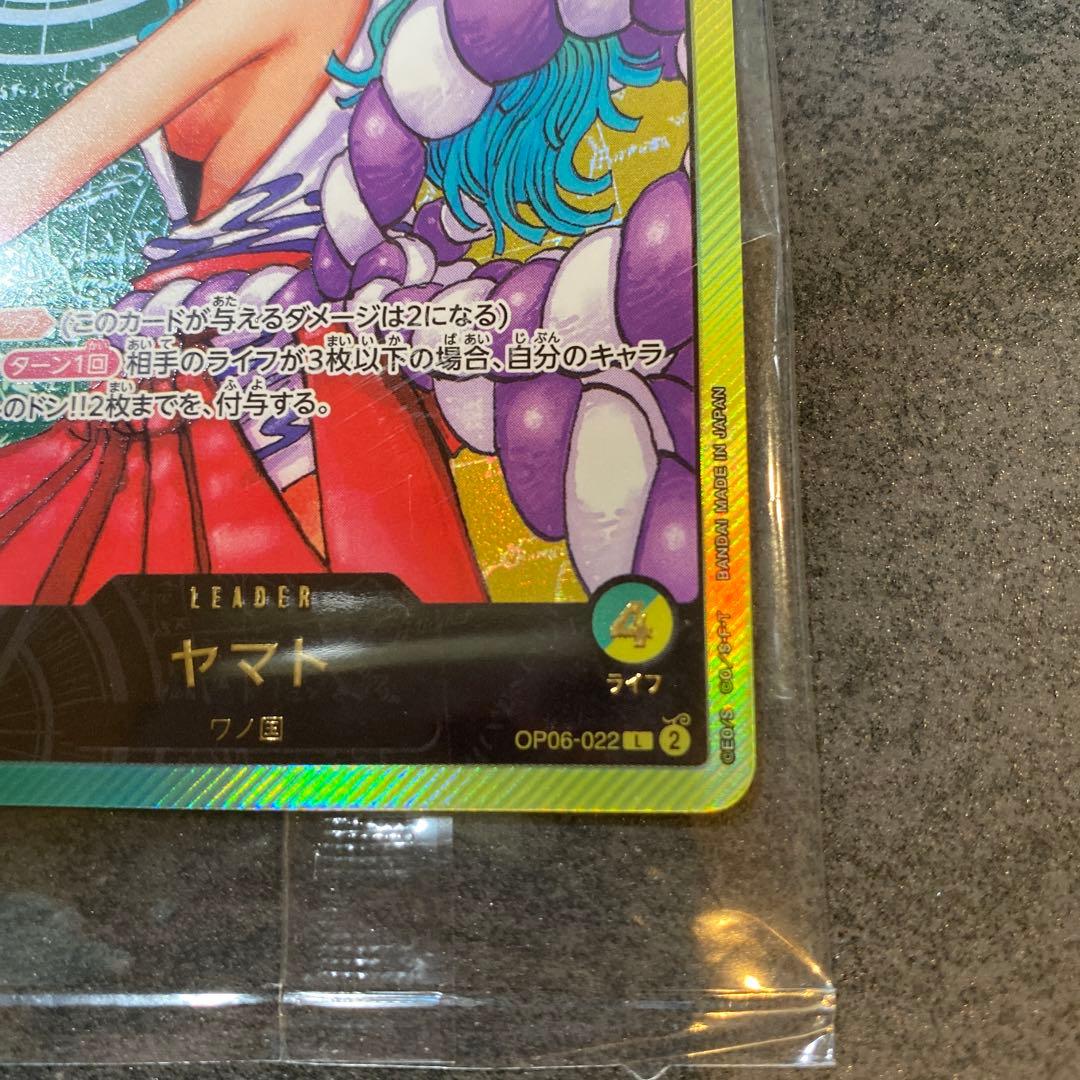 (このカードが与えるダメージは2になる)
ターン1回 相手のライフが3枚以下の場合、自分のキャラ
のドン!!2枚までを、付与する。
LEADER
ヤマト
ワノ国
4
ライフ
OP06-022 L 2
CEO/S CO/S・F・T BANDAI MADE IN JAPAN